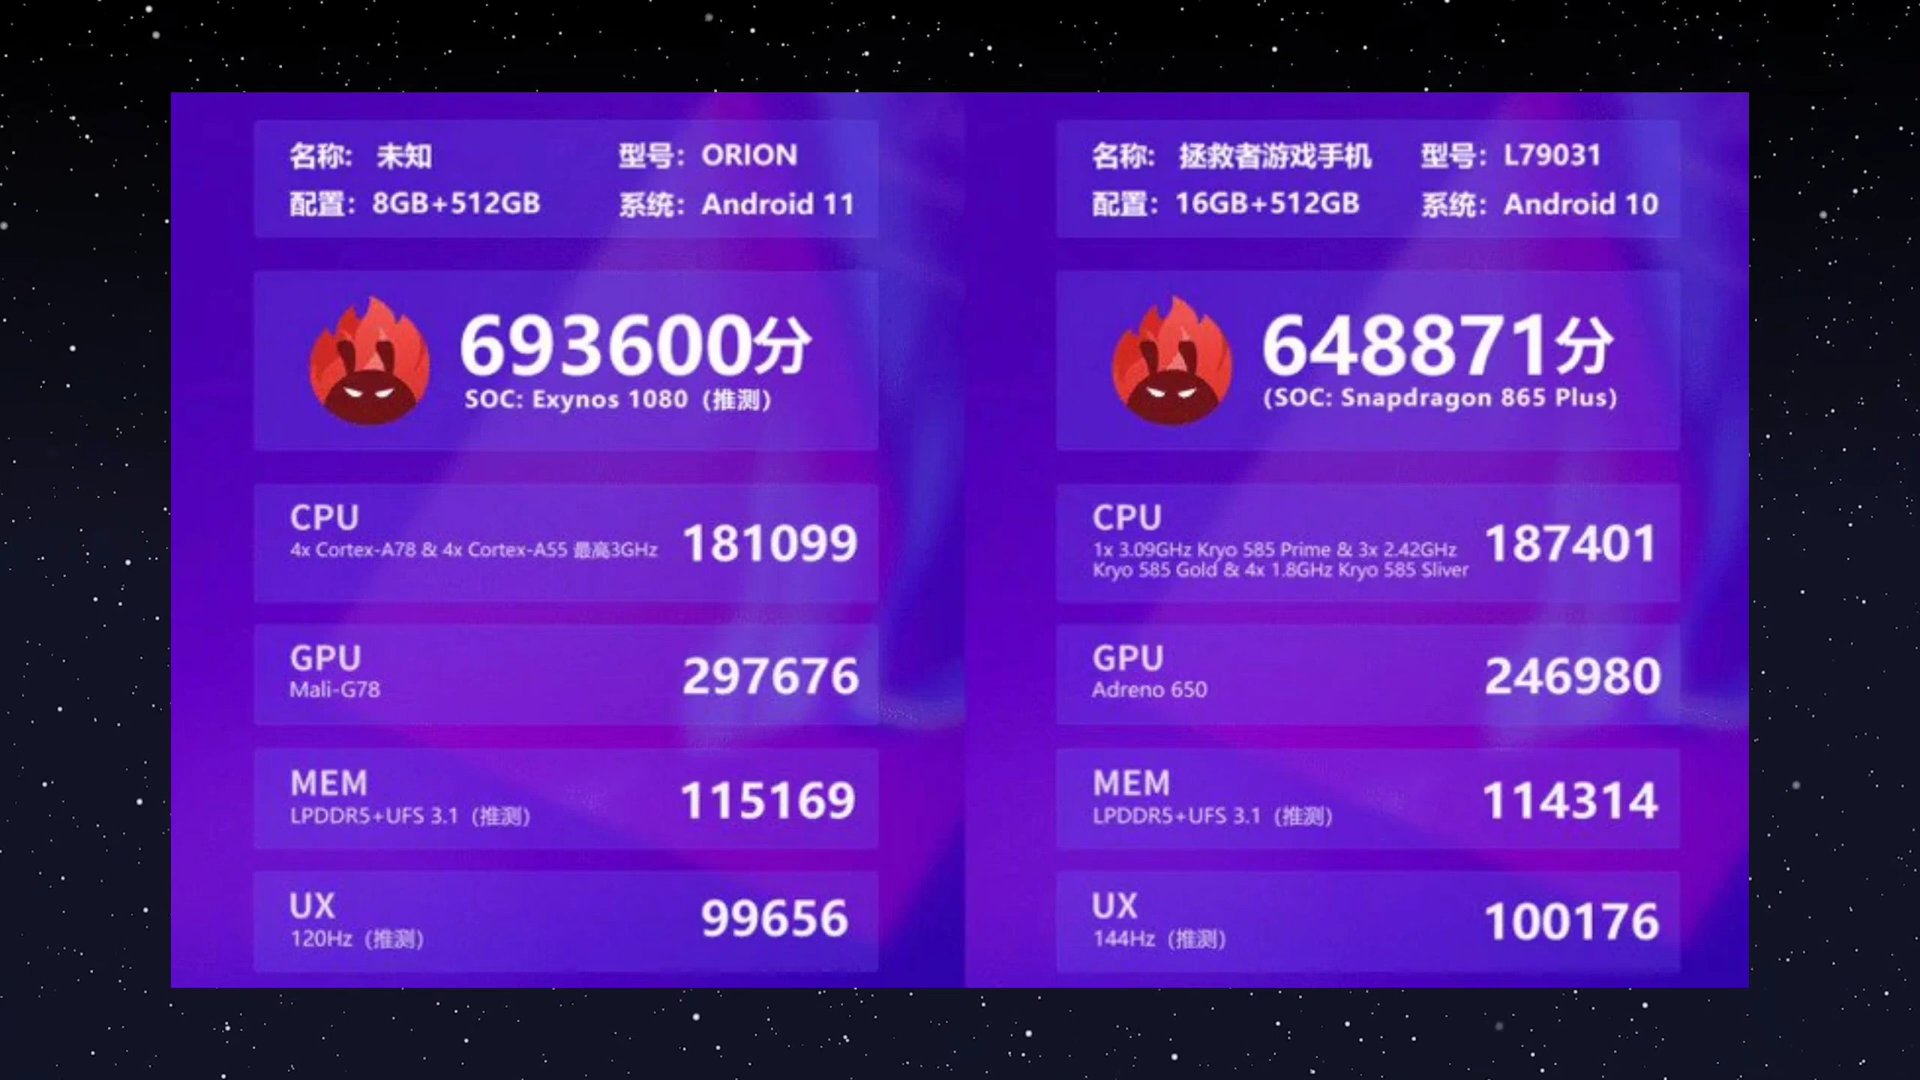 名称: 未知 型号: ORION
配置: 8GB+512GB 系统: Android 11
693600分
SOC: Exynos 1080 (推测)
CPU
4x Cortex-A78 & 4x Cortex-A55 最高3GHz
181099
GPU
Mali-G78
297676
MEM
LPDDR5+UFS 3.1 (推测)
115169
UX
120Hz (推测)
99656
名称: 拯救者游戏手机 型号: L79031
配置: 16GB+512GB 系统: Android 10
648871分
(SOC: Snapdragon 865 Plus)
CPU
1x 3.09GHz Kryo 585 Prime & 3x 2.42GHz
Kryo 585 Gold & 4x 1.8GHz Kryo 585 Sliver
187401
GPU
Adreno 650
246980
MEM
LPDDR5+UFS 3.1 (推测)
114314
UX
144Hz (推测)
100176